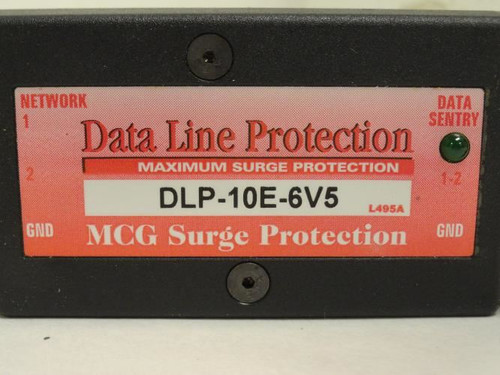 NETWORK
1
2
GND
Data Line Protection
MAXIMUM SURGE PROTECTION
DLP-10E-6V5
L495A
MCG Surge Protection
DATA
SENTRY
1-2
GND